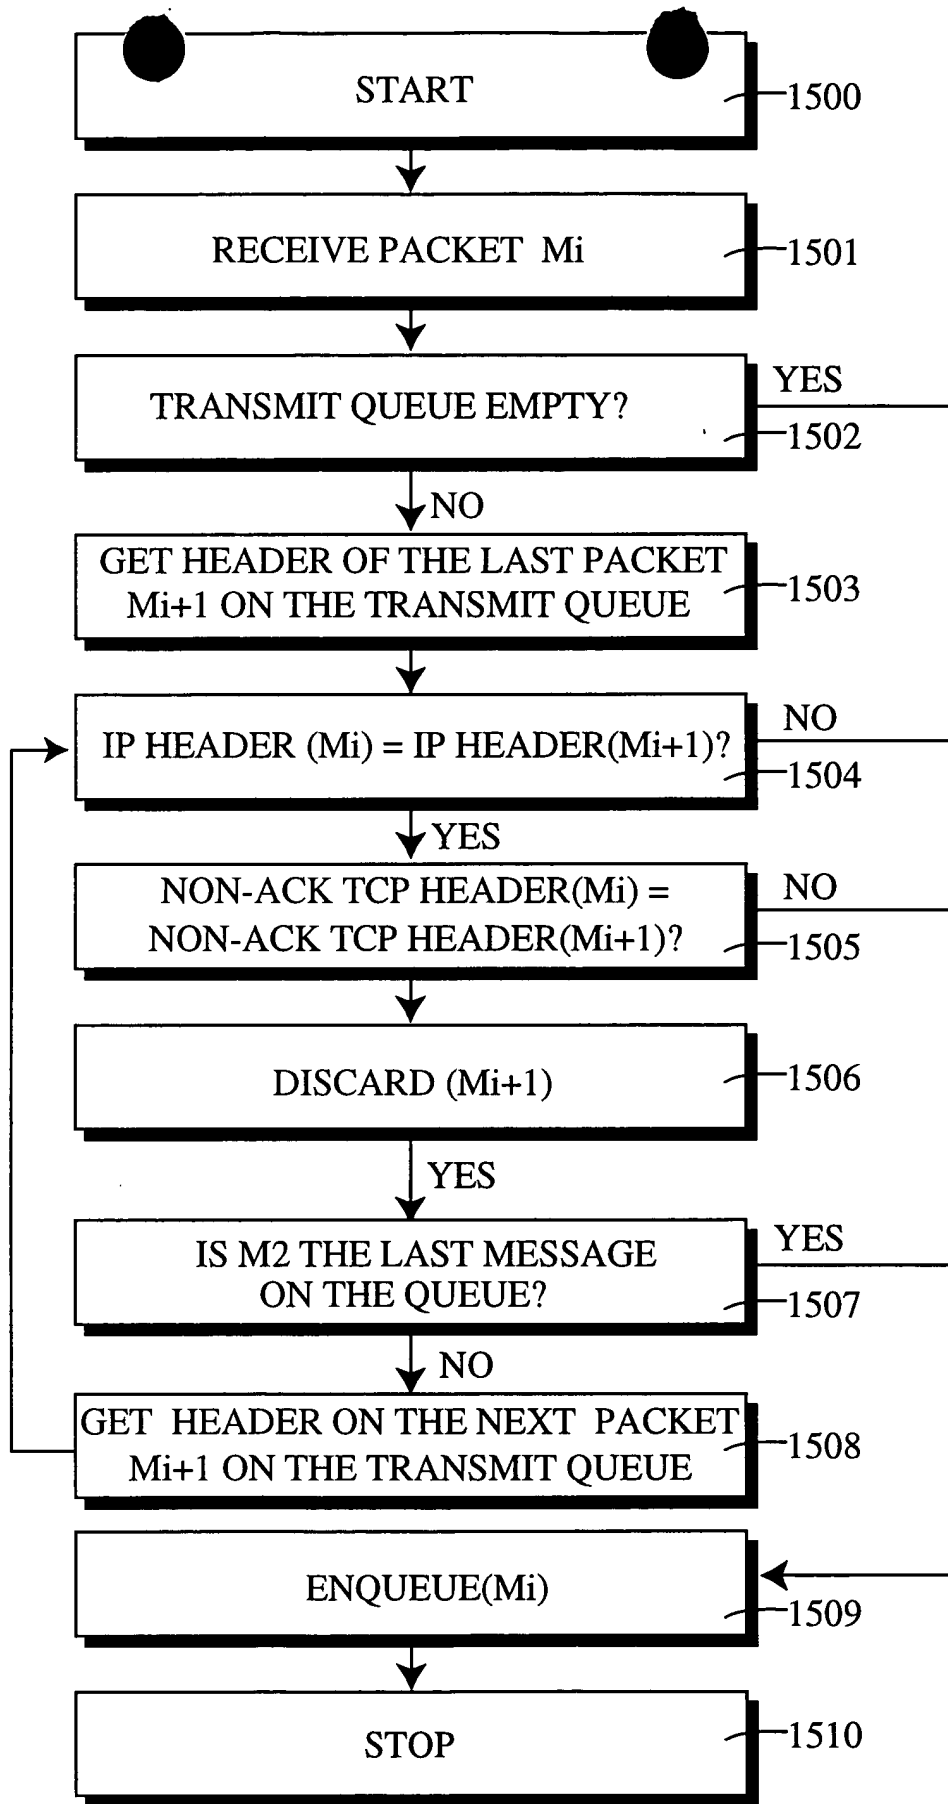 START
1500
RECEIVE PACKET Mi
1501
TRANSMIT QUEUE EMPTY?
YES
1502
NO
GET HEADER OF THE LAST PACKET
Mi+1 ON THE TRANSMIT QUEUE
1503
IP HEADER (Mi) = IP HEADER(Mi+1)?
NO
1504
YES
NON-ACK TCP HEADER(Mi) =
NON-ACK TCP HEADER(Mi+1)?
NO
1505
DISCARD (Mi+1)
1506
YES
IS M2 THE LAST MESSAGE
ON THE QUEUE?
YES
1507
NO
GET HEADER ON THE NEXT PACKET
Mi+1 ON THE TRANSMIT QUEUE
1508
ENQUEUE(Mi)
1509
STOP
1510